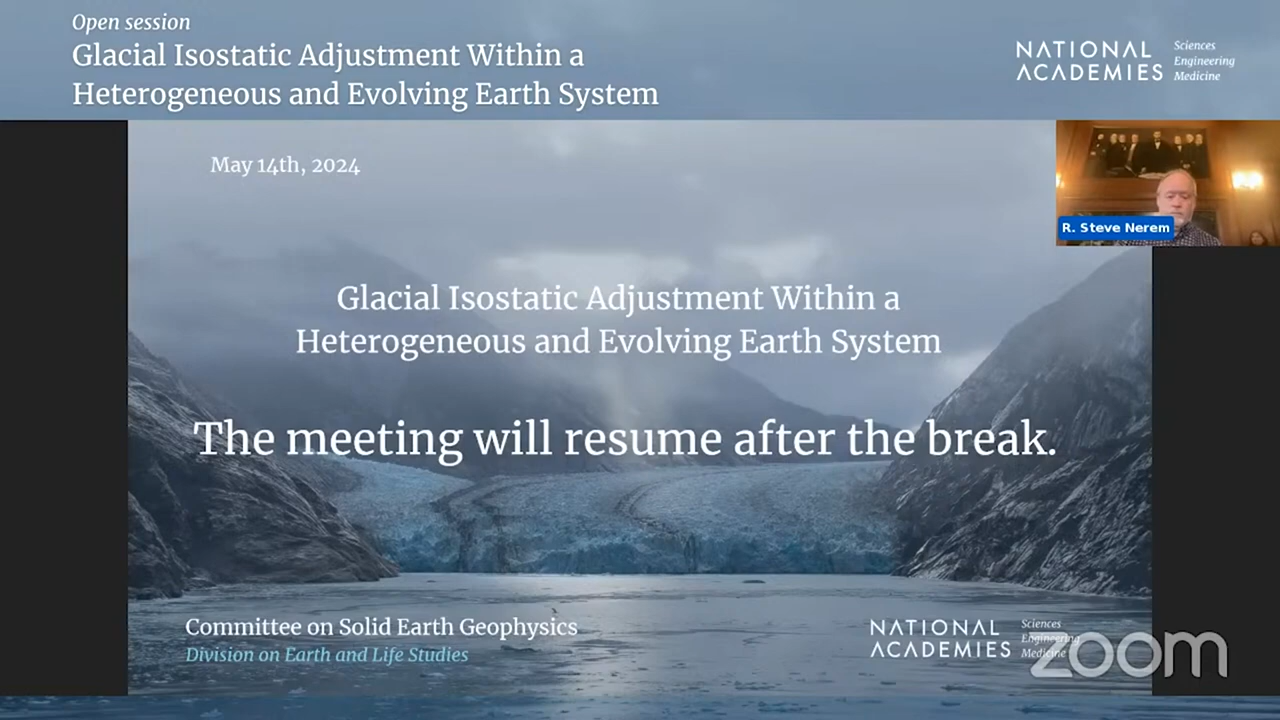 Open session
Glacial Isostatic Adjustment Within a
Heterogeneous and Evolving Earth System
NATIONAL
ACADEMIES
Sciences
Engineering
Medicine
May 14th, 2024
R. Steve Nerem
Glacial Isostatic Adjustment Within a
Heterogeneous and Evolving Earth System
The meeting will resume after the break.
Committee on Solid Earth Geophysics
Division on Earth and Life Studies
NATIONAL
ACADEMIES
Sciences
Engineering
Medicine
zoom